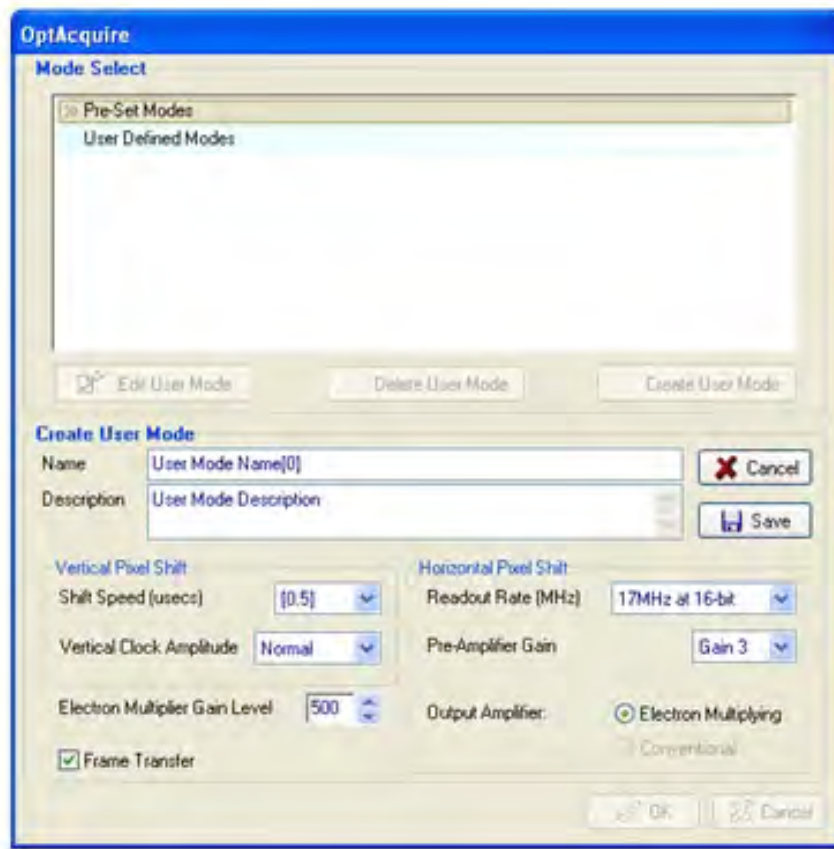 OptAcquire
Mode Select
Pre-Set Modes
User Defined Modes
Edit User Mode
Delete User Mode
Create User Mode
Create User Mode
Name
User Mode Name[0]
Cancel
Description
User Mode Description
Save
Vertical Pixel Shift
Horizontal Pixel Shift
Shift Speed (usecs)
[0.5]
Readout Rate (MHz)
17MHz at 16-bit
Vertical Clock Amplitude
Normal
Pre-Amplifier Gain
Gain 3
Electron Multiplier Gain Level
500
Output Amplifier:
Electron Multiplying
Conventional
Frame Transfer
OK
Cancel